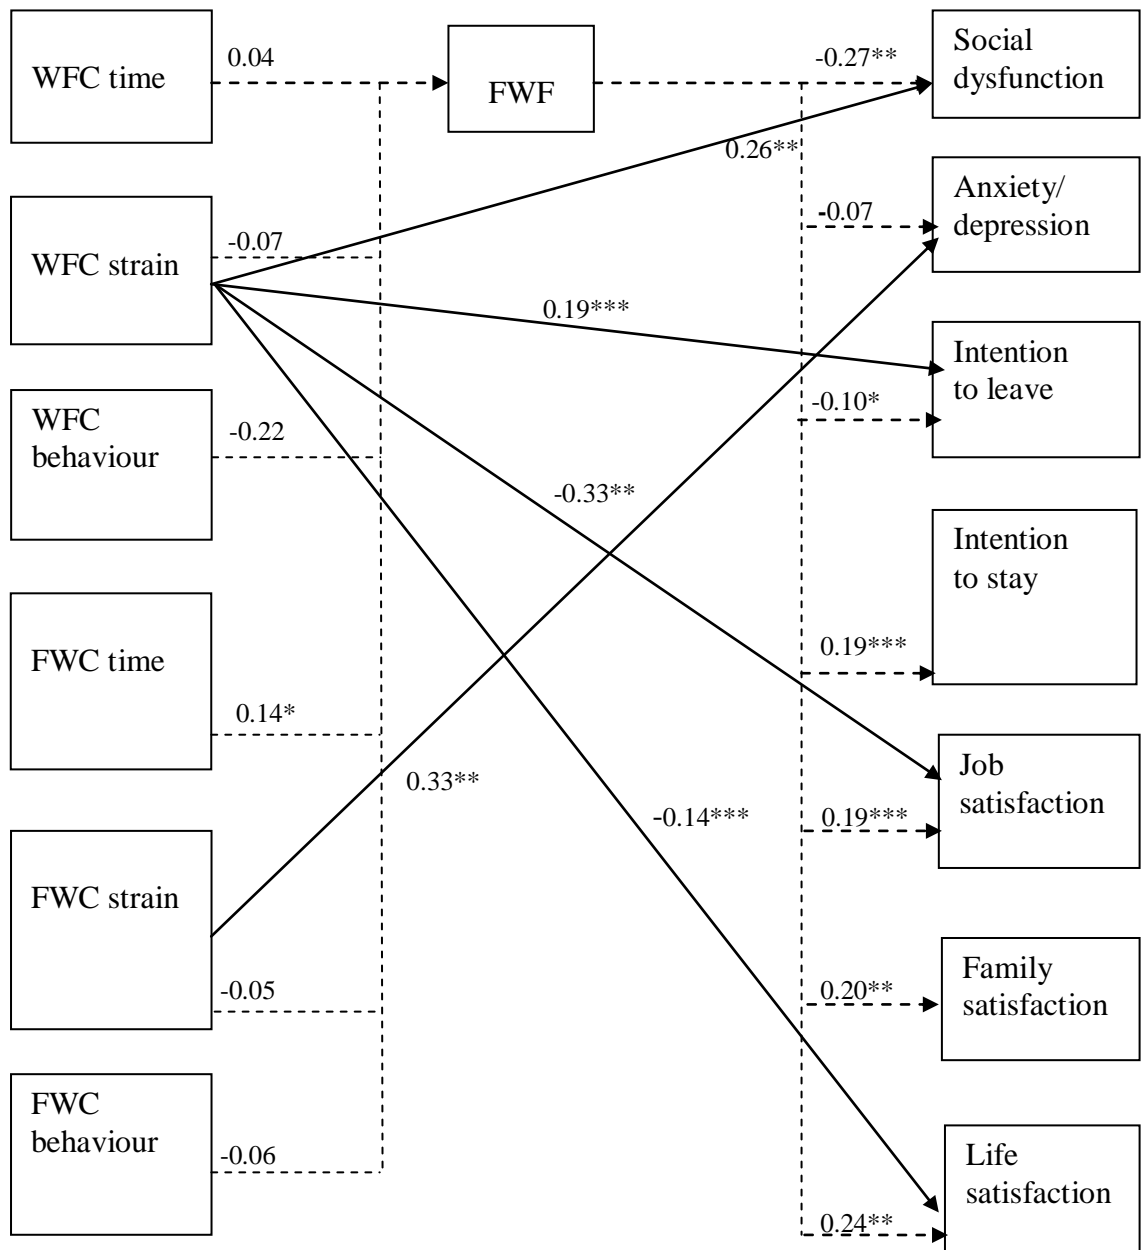 WFC time
0.04
FWF
-0.27**
Social
dysfunction
0.26**
WFC strain
-0.07
-0.07
Anxiety/
depression
0.19***
Intention
to leave
-0.10*
WFC
behaviour
-0.22
-0.33**
Intention
to stay
0.19***
FWC time
0.14*
0.33**
-0.14***
Job
satisfaction
0.19***
FWC strain
-0.05
Family
satisfaction
0.20**
FWC
behaviour
-0.06
Life
satisfaction
0.24**